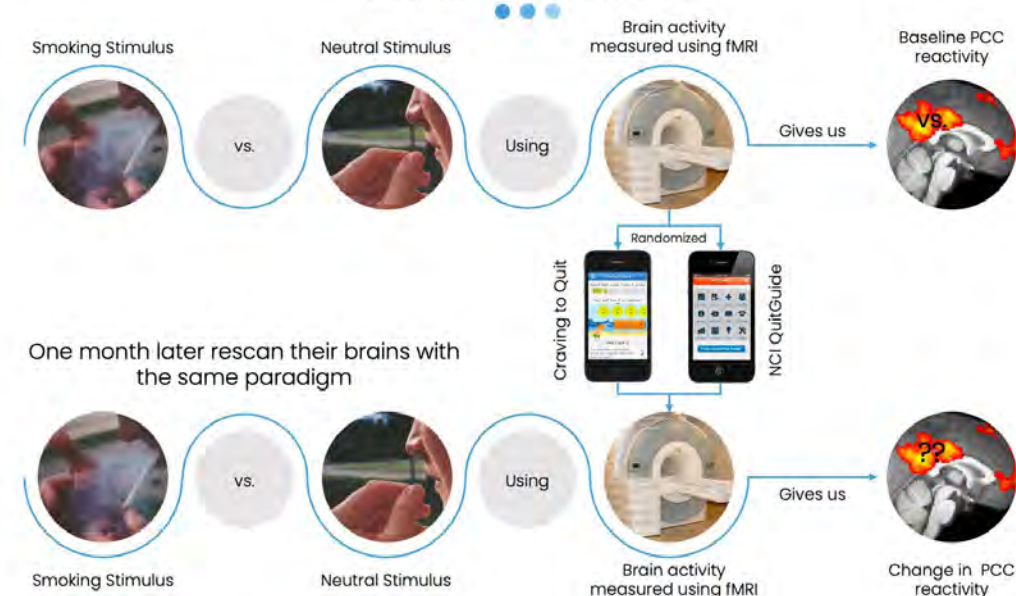 Smoking Stimulus
Neutral Stimulus
Brain activity
measured using fMRI
Baseline PCC
reactivity
vs.
Using
Gives us
vs.
Randomized
Craving to Quit
NCI QuitGuide
One month later rescan their brains with
the same paradigm
vs.
Using
Gives us
??
Smoking Stimulus
Neutral Stimulus
Brain activity
measured using fMRI
Change in PCC
reactivity